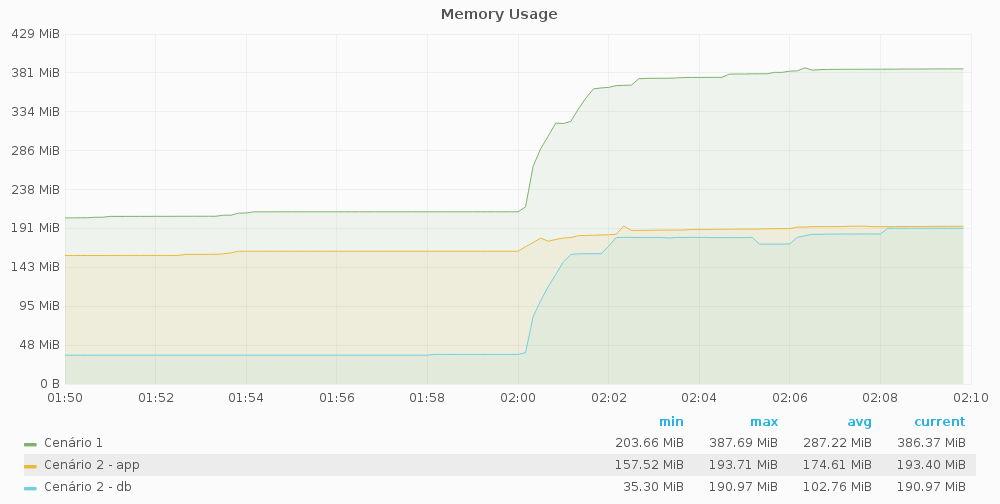 Memory Usage
429 MiB
381 MiB
334 MiB
286 MiB
238 MiB
191 MiB
143 MiB
95 MiB
48 MiB
0 B
01:50 01:52 01:54 01:56 01:58 02:00 02:02 02:04 02:06 02:08 02:10
min max avg current
Cenário 1 203.66 MiB 387.69 MiB 287.22 MiB 386.37 MiB
Cenário 2 - app 157.52 MiB 193.71 MiB 174.61 MiB 193.40 MiB
Cenário 2 - db 35.30 MiB 190.97 MiB 102.76 MiB 190.97 MiB